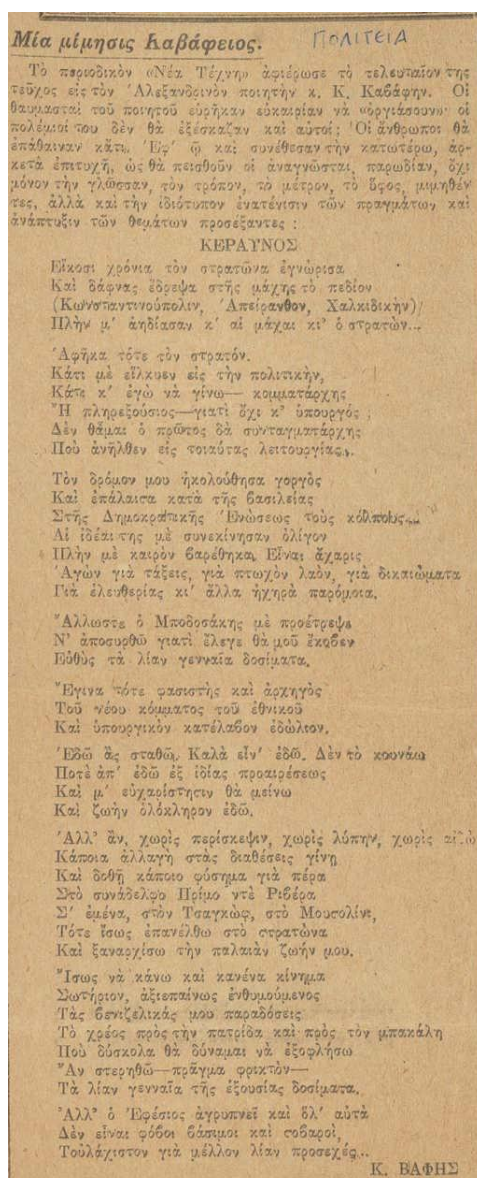 Μία μίμησις Καβάφειος.
ΠΟΛΙΤΕΙΑ
Τὸ περιοδικὸν «Νέα Τέχνη» ἀφιέρωσε τὸ τελευταῖον της
τεῦχος εἰς τὸν Ἀλεξανδρινὸν ποιητὴν κ. Κ. Καβάφην. Οἱ
θαυμασταὶ τοῦ ποιητοῦ εὑρῆκαν εὐκαιρίαν νὰ «ὀργιάσουν» οἱ
πολέμιοί του δὲν θὰ ἐξέσκαζαν καὶ αὐτοί; Οἱ ἄνθρωποι θὰ
ἐπάθαιναν κάτι. Ἐφ' ᾧ καὶ συνέθεσαν τὴν κατωτέρω, ἀρ-
κετὰ ἐπιτυχῆ, ὡς θὰ πεισθοῦν οἱ ἀναγνῶσται, παρωδίαν, ὄχι
μόνον τὴν γλῶσσαν, τὸν τρόπον, τὸ μέτρον, τὸ ὕφος, μιμηθέν
τες, ἀλλὰ καὶ τὴν ἰδιότυπον ἐνατένισιν τῶν πραγμάτων καὶ
ἀνάπτυξιν τῶν θεμάτων προσέξαντες :
ΚΕΡΑΥΝΟΣ
Εἴκοσι χρόνια τὸν στρατῶνα ἐγνώρισα
Καὶ δάφνας ἔδρεψα στῆς μάχης τὸ πεδίον
(Κωνσταντινούπολιν, Ἀπείρανθον, Χαλκιδικὴν)
Πλὴν μ' ἀηδίασαν κ' αἱ μάχαι κι' ὁ στρατών...
Ἀφῆκα τότε τὸν στρατόν.
Κάτι μὲ εἵλκυεν εἰς τὴν πολιτικήν,
Κάτι κ' ἐγὼ νὰ γίνω— κομματάρχης
Ἢ πληρεξούσιος—γιατὶ ὄχι κ' ὑπουργός ;
Δὲν θἆμαι ὁ πρῶτος δὰ συνταγματάρχης
Ποὺ ἀνῆλθεν εἰς τοιαύτας λειτουργίας..
Τὸν δρόμον μου ἠκολούθησα γοργὸς
Καὶ ἐπάλαισα κατὰ τῆς βασιλείας
Στῆς Δημοκρατικῆς Ἑνώσεως τοὺς κόλπους...
Αἱ ἰδέαι της μὲ συνεκίνησαν ὀλίγον
Πλὴν μὲ καιρὸν βαρέθηκα. Εἶναι ἄχαρις
Ἀγὼν γιὰ τάξεις, γιὰ πτωχὸν λαόν, γιὰ δικαιώματα
Γιὰ ἐλευθερίας κι' ἄλλα ἠχηρὰ παρόμοια.
Ἄλλωστε ὁ Μποδοσάκης μὲ προέτρεψε
Ν' ἀποσυρθῶ γιατὶ ἔλεγε θὰ μοῦ ἔκοβεν
Εὐθὺς τὰ λίαν γενναῖα δοσίματα.
Ἔγινα τότε φασιστὴς καὶ ἀρχηγὸς
Τοῦ νέου κόμματος τοῦ ἐθνικοῦ
Καὶ ὑπουργικὸν κατέλαβον ἑδώλιον.
Ἐδῶ ἂς σταθῶ. Καλὰ εἶν' ἐδῶ. Δὲν τὸ κουνάω
Ποτὲ ἀπ' ἐδῶ ἐξ ἰδίας προαιρέσεως
Καὶ μ' εὐχαρίστησιν θὰ μείνω
Καὶ ζωὴν ὁλόκληρον ἐδῶ.
Ἀλλ' ἄν, χωρὶς περίσκεψιν, χωρὶς λύπην, χωρὶς αἰδῶ
Κάποια ἀλλαγὴ στὰς διαθέσεις γίνῃ
Καὶ δοθῇ κάποιο φύσημα γιὰ πέρα
Στὸ συνάδελφο Πρίμο ντὲ Ριβέρα
Σ' ἐμένα, στὸν Τσαγκώφ, στὸ Μουσολίνι,
Τότε ἴσως ἐπανέλθω στὸ στρατῶνα
Καὶ ξαναρχίσω τὴν παλαιὰν ζωήν μου.
Ἴσως νὰ κάνω καὶ κανένα κίνημα
Σωτήριον, ἀξιεπαίνως ἐνθυμούμενος
Τὰς βενιζελικάς μου παραδόσεις
Τὸ χρέος πρὸς τὴν πατρίδα καὶ πρὸς τὸν μπακάλη
Ποὺ δύσκολα θὰ δύναμαι νὰ ἐξοφλήσω
Ἂν στερηθῶ—πρᾶγμα φρικτὸν—
Τὰ λίαν γενναῖα τῆς ἐξουσίας δοσίματα.
Ἀλλ' ὁ Ἐφέσιος ἀγρυπνεῖ καὶ ὅλ' αὐτὰ
Δὲν εἶναι φόβοι βάσιμοι καὶ σοβαροί,
Τοὐλάχιστον γιὰ μέλλον λίαν προσεχές...
Κ. ΒΑΦΗΣ